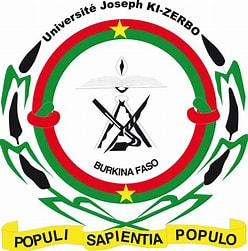 Université Joseph KI-ZERBO
BURKINA FASO
POPULI SAPIENTIA POPULO